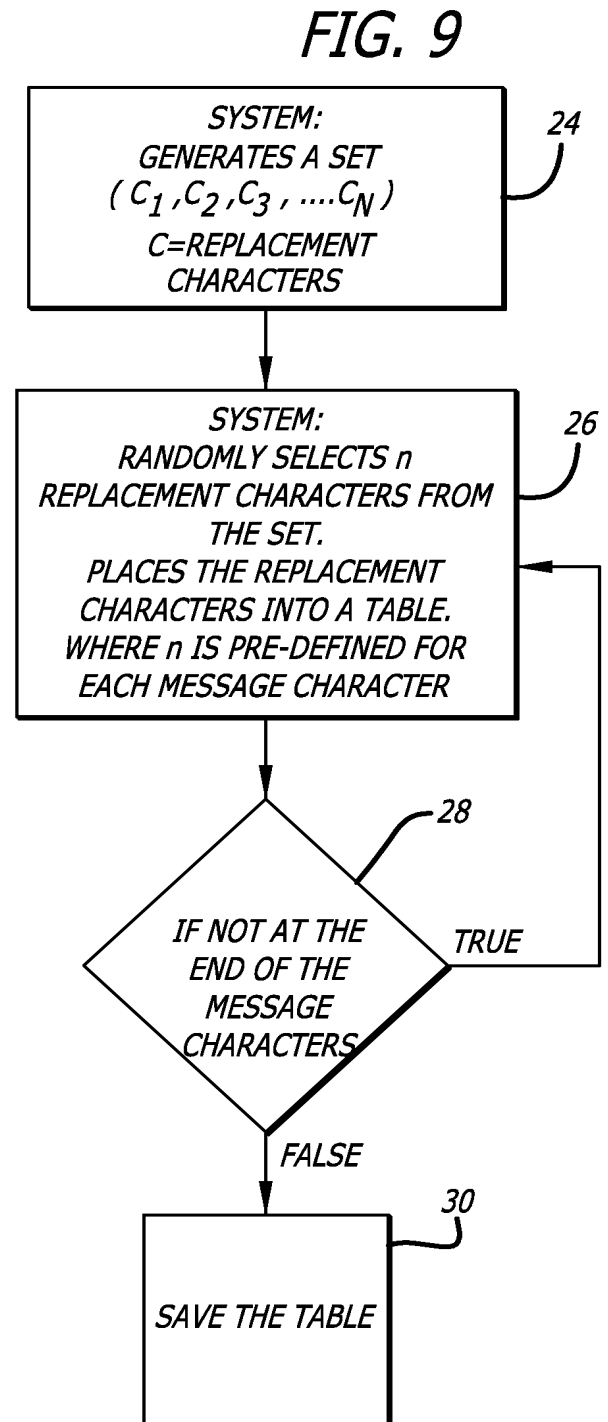 FIG. 9
SYSTEM:
GENERATES A SET
( C1 ,C2 ,C3 , ....CN )
C=REPLACEMENT
CHARACTERS
24
SYSTEM:
RANDOMLY SELECTS n
REPLACEMENT CHARACTERS FROM
THE SET.
PLACES THE REPLACEMENT
CHARACTERS INTO A TABLE.
WHERE n IS PRE-DEFINED FOR
EACH MESSAGE CHARACTER
26
28
IF NOT AT THE
END OF THE
MESSAGE
CHARACTERS
TRUE
FALSE
30
SAVE THE TABLE